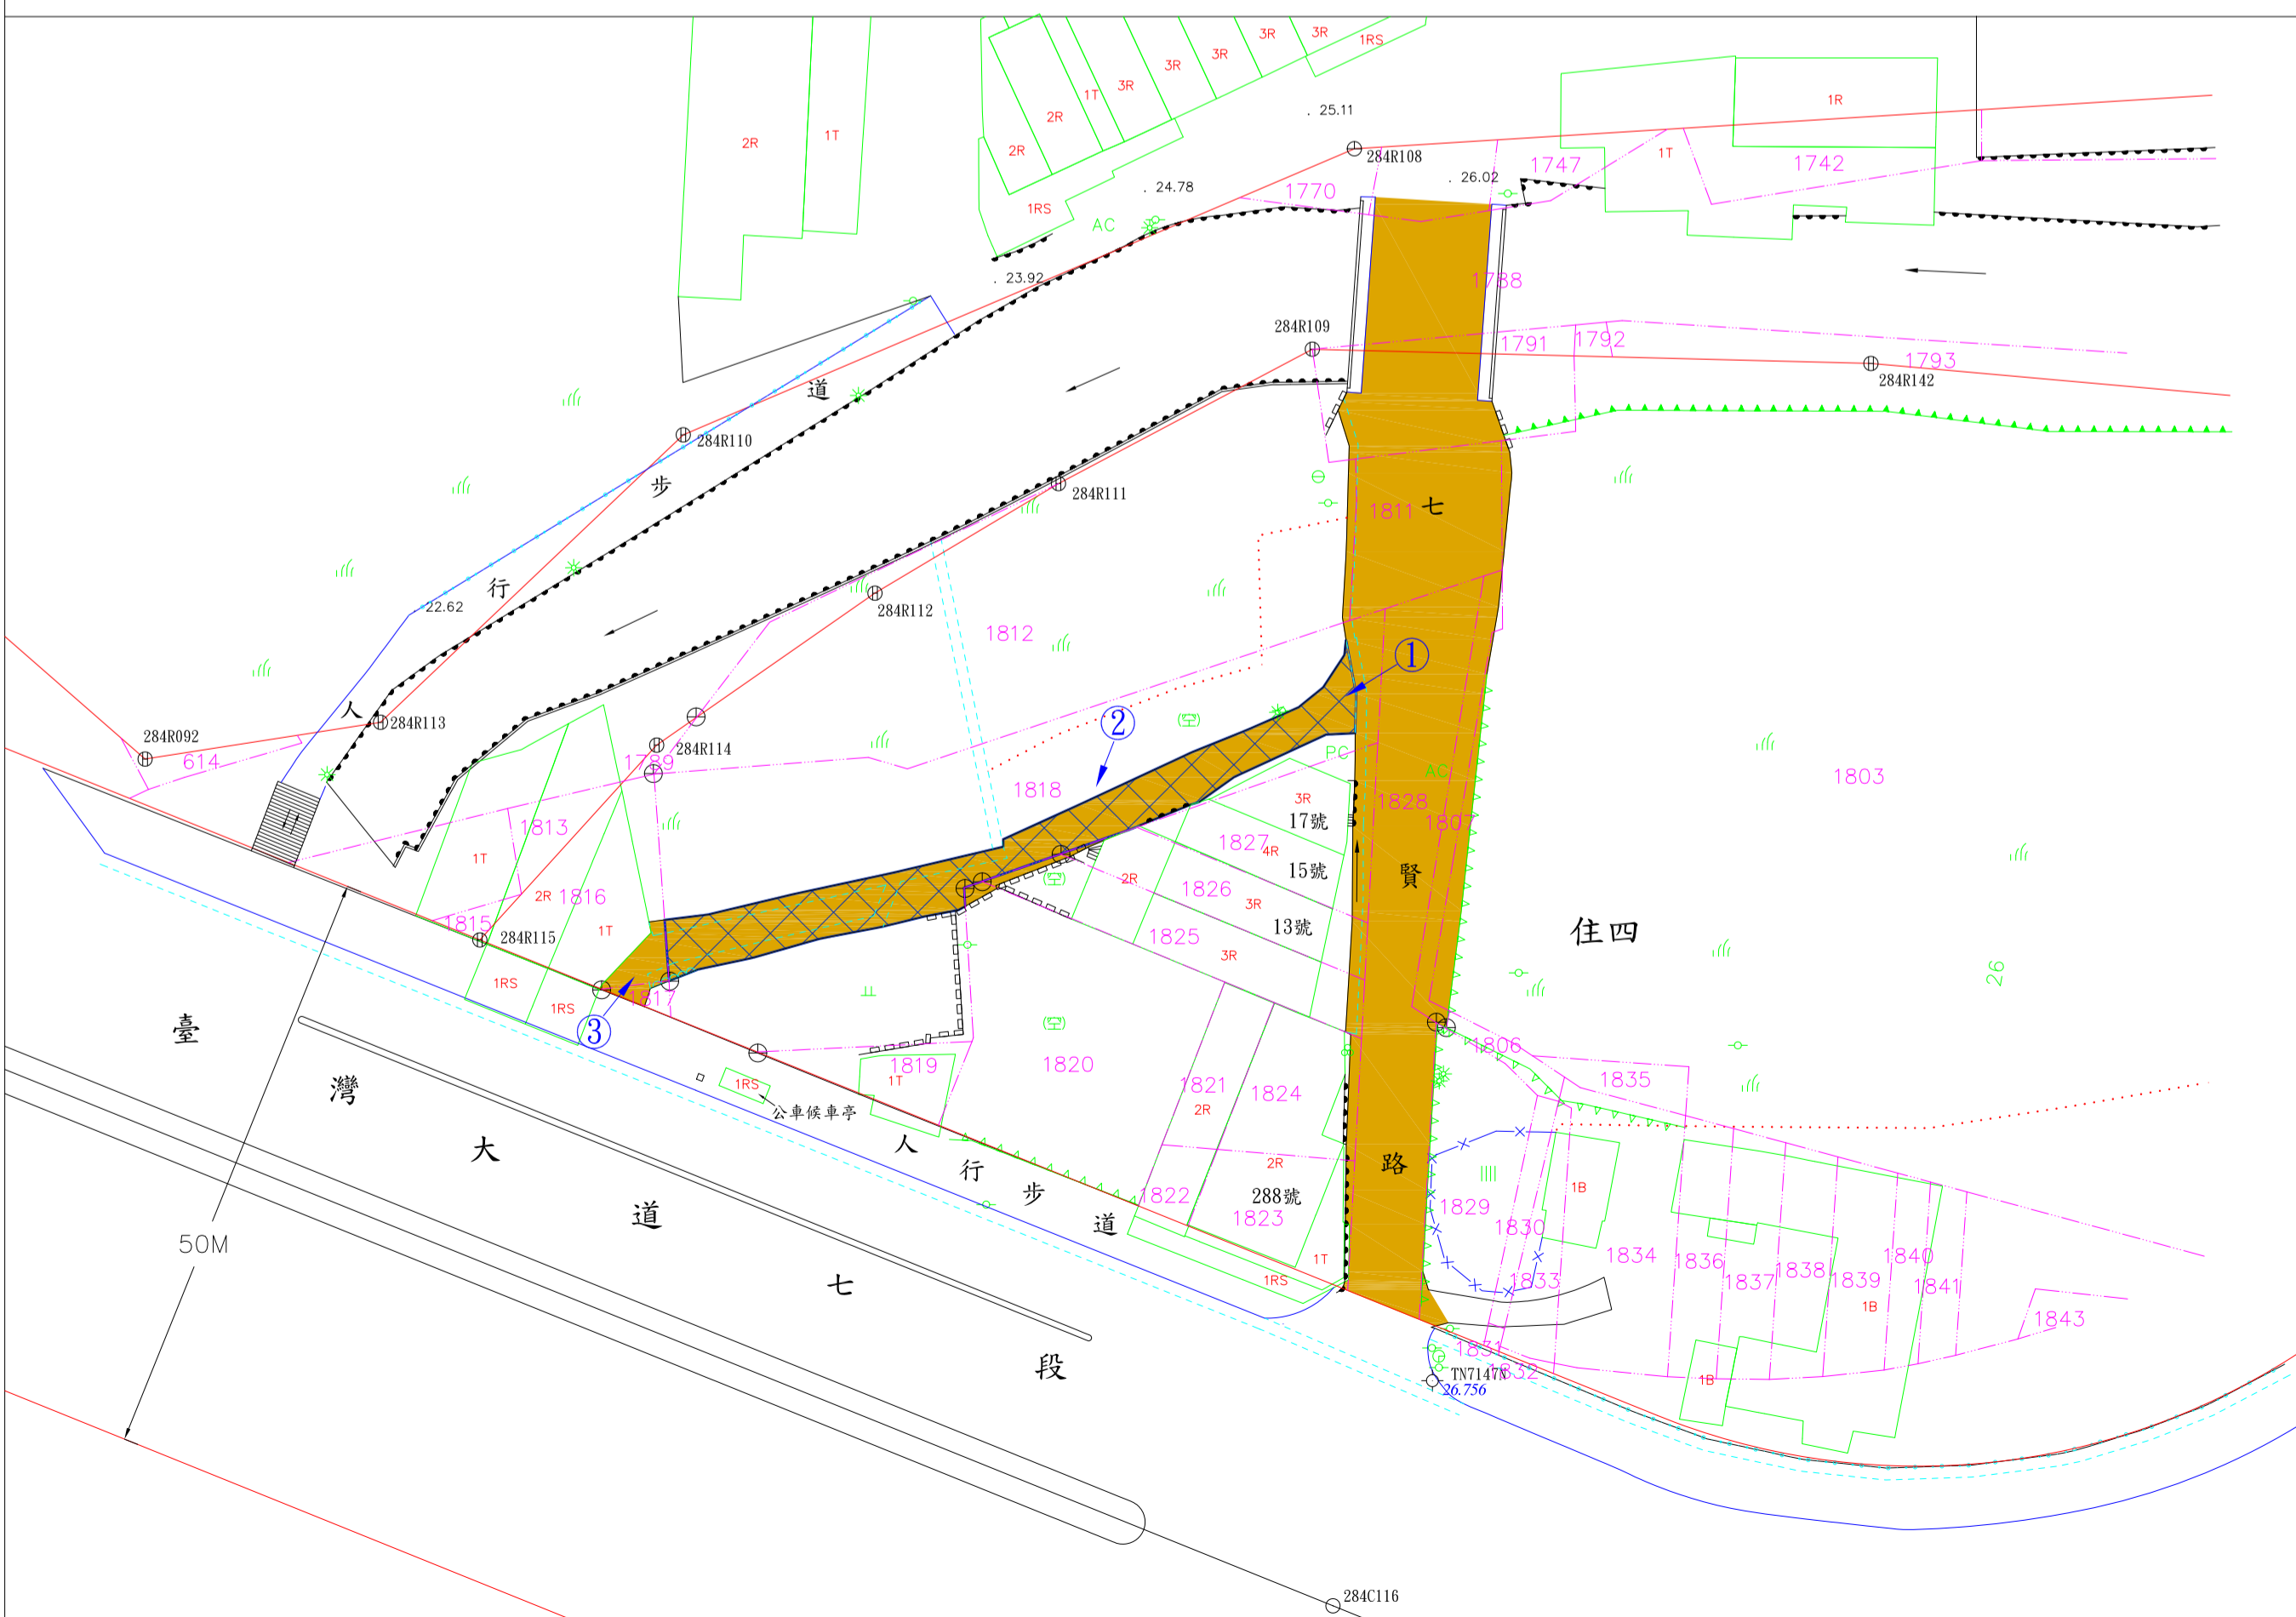 3R
3R
3R
3R
3R
1RS
2R
1T
2R
1T
2R
1RS
. 25.11
284R108
1T
1R
1747
1742
. 24.78
1770
. 26.02
AC
. 23.92
1788
284R109
1791
1792
1793
284R142
道
284R110
步
284R111
1811
七
行
22.62
284R112
1812
①
人
284R113
②
284R092
614
284R114
1789
1818
PC
AC
1803
3R
17號
1828
1807
1813
1T
1827
4R
15號
2R
1826
3R
13號
賢
2R
1816
1815
284R115
1T
1825
3R
住四
26
1RS
1RS
1817
③
臺
灣
大
道
七
段
50M
1819
1T
1820
1RS
公車候車亭
1821
2R
1824
1806
1835
人
行
步
道
2R
288號
1822
1823
1T
1RS
路
1829
1830
1B
1833
1834
1836
1837
1838
1839
1840
1841
1B
1843
1831
1832
TN7147N
26.756
1B
284C116